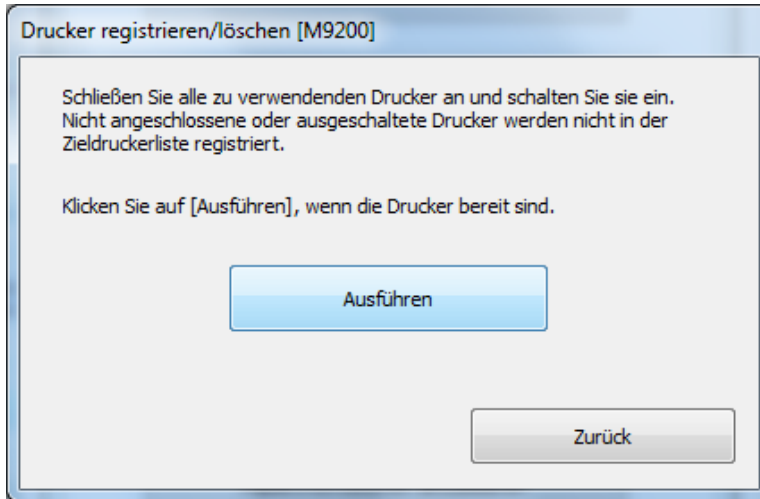 Drucker registrieren/löschen [M9200]
Schließen Sie alle zu verwendenden Drucker an und schalten Sie sie ein.
Nicht angeschlossene oder ausgeschaltete Drucker werden nicht in der
Zieldruckerliste registriert.
Klicken Sie auf [Ausführen], wenn die Drucker bereit sind.
Ausführen
Zurück